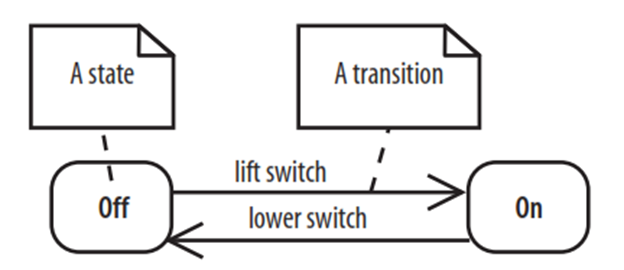 A state
A transition
lift switch
Off
On
lower switch